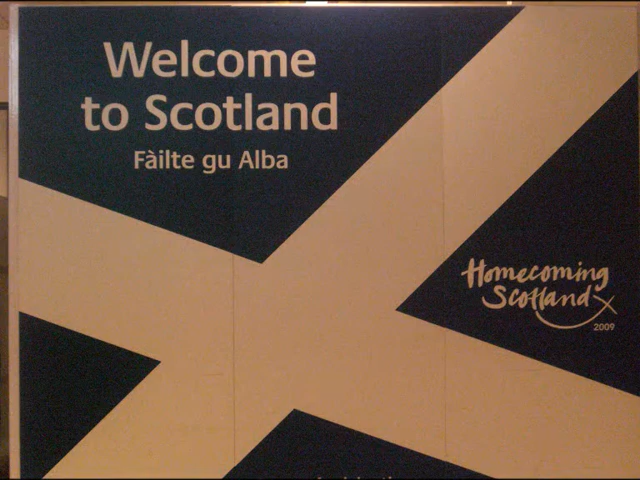 Welcome
to Scotland
Fàilte gu Alba
Homecoming
Scotland
2009